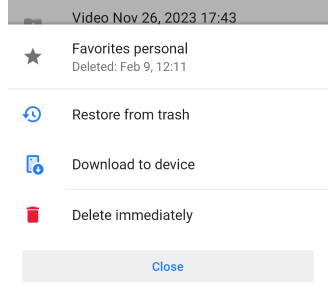 Video Nov 26, 2023 17:43
Favorites personal
Deleted: Feb 9, 12:11
Restore from trash
Download to device
Delete immediately
Close